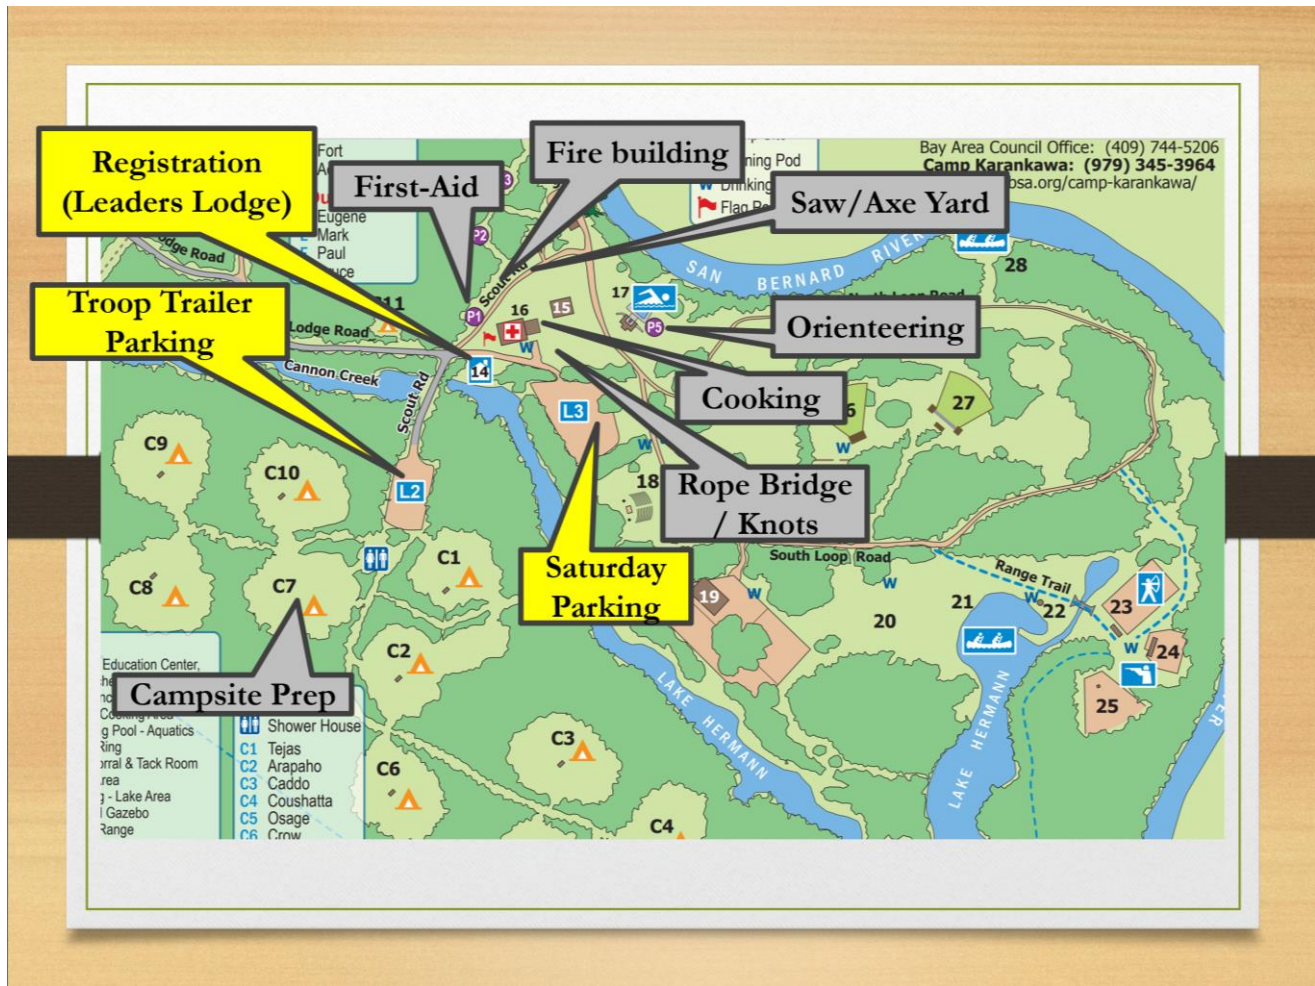 Registration
(Leaders Lodge)
Fort
Eugene
Mark
Paul
First-Aid
Fire building
Drinking
Flag
Bay Area Council Office: (409) 744-5206
Camp Karankawa: (979) 345-3964
bsa.org/camp-karankawa/
Saw/Axe Yard
SAN BERNARD RIVER
28
P2
Scout Rd
Lodge Road
Troop Trailer
Parking
Lodge Road
P1
16
15
17
P5
Orienteering
14
Cannon Creek
Scout Rd
W
L3
Cooking
27
W
W
C9
C10
L2
18
Rope Bridge
/ Knots
C8
C7
C1
Saturday
Parking
South Loop Road
Range Trail
W
W
W
19
20
21
22
23
W
24
25
C2
Campsite Prep
LAKE HERMANN
LAKE HERMANN
Education Center,
Cooking Area
Pool - Aquatics
Ring
& Tack Room
- Lake Area
Gazebo
Range
Shower House
C1 Tejas
C2 Arapaho
C3 Caddo
C4 Coushatta
C5 Osage
C6 Crow
C6
C3
C4